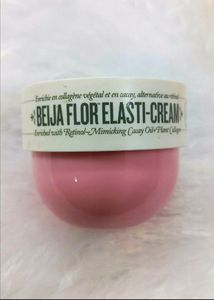 Enrichie en collagène végétal et en cacay, alternative au rétinol
BEIJA FLOR ELASTI-CREAM
Enriched with Retinol-Mimicking Cacay Oil + Plant Collagen